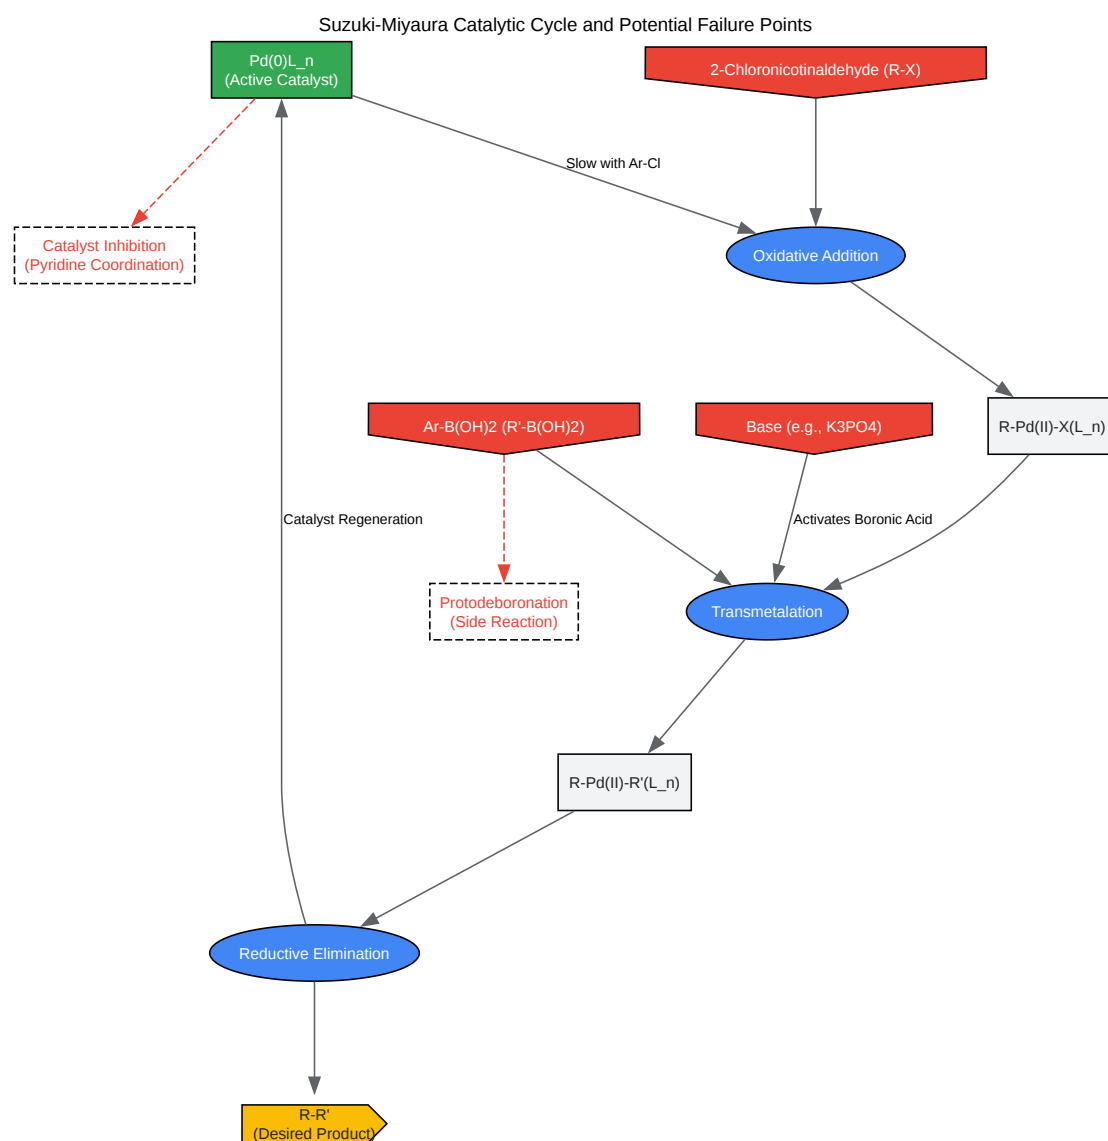 Suzuki-Miyaura Catalytic Cycle and Potential Failure Points
Pd(0)L_n
(Active Catalyst)
2-Chloronicotinaldehyde (R-X)
Slow with Ar-Cl
Catalyst Inhibition
(Pyridine Coordination)
Oxidative Addition
Ar-B(OH)2 (R'-B(OH)2)
Base (e.g., K3PO4)
R-Pd(II)-X(L_n)
Catalyst Regeneration
Activates Boronic Acid
Protodeboronation
(Side Reaction)
Transmetalation
R-Pd(II)-R'(L_n)
Reductive Elimination
R-R'
(Desired Product)